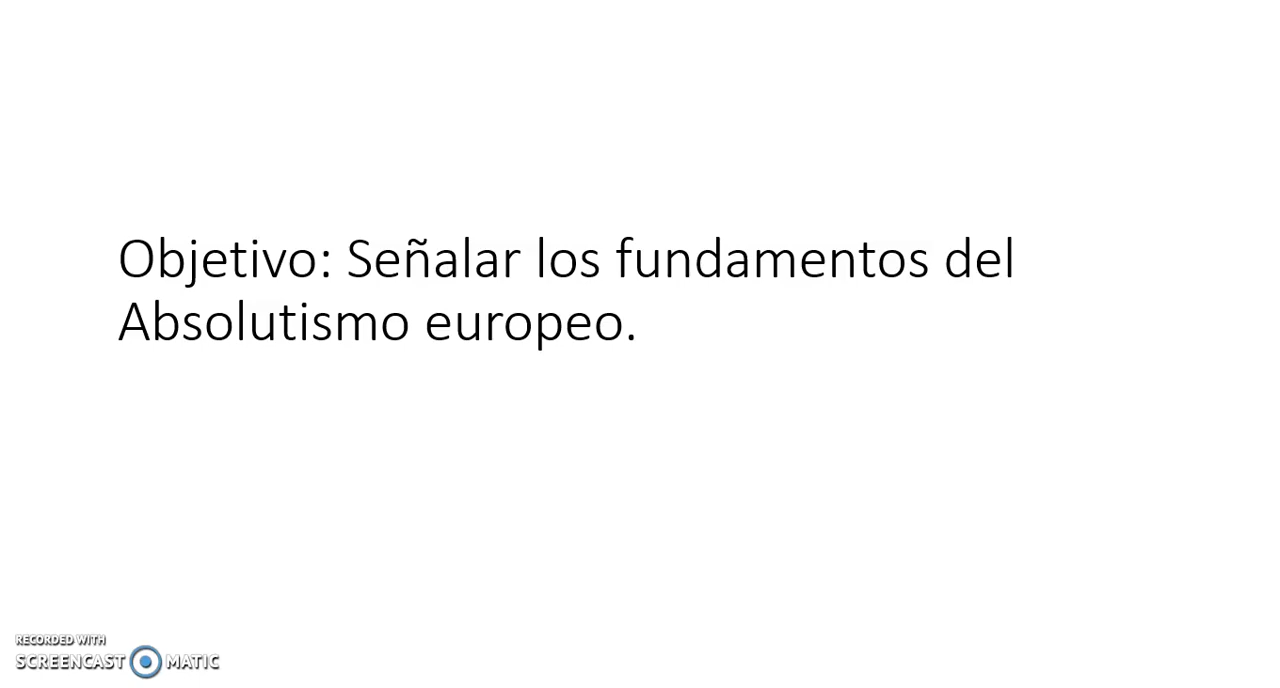 Objetivo: Señalar los fundamentos del
Absolutismo europeo.
RECORDED WITH
SCREENCAST MATIC